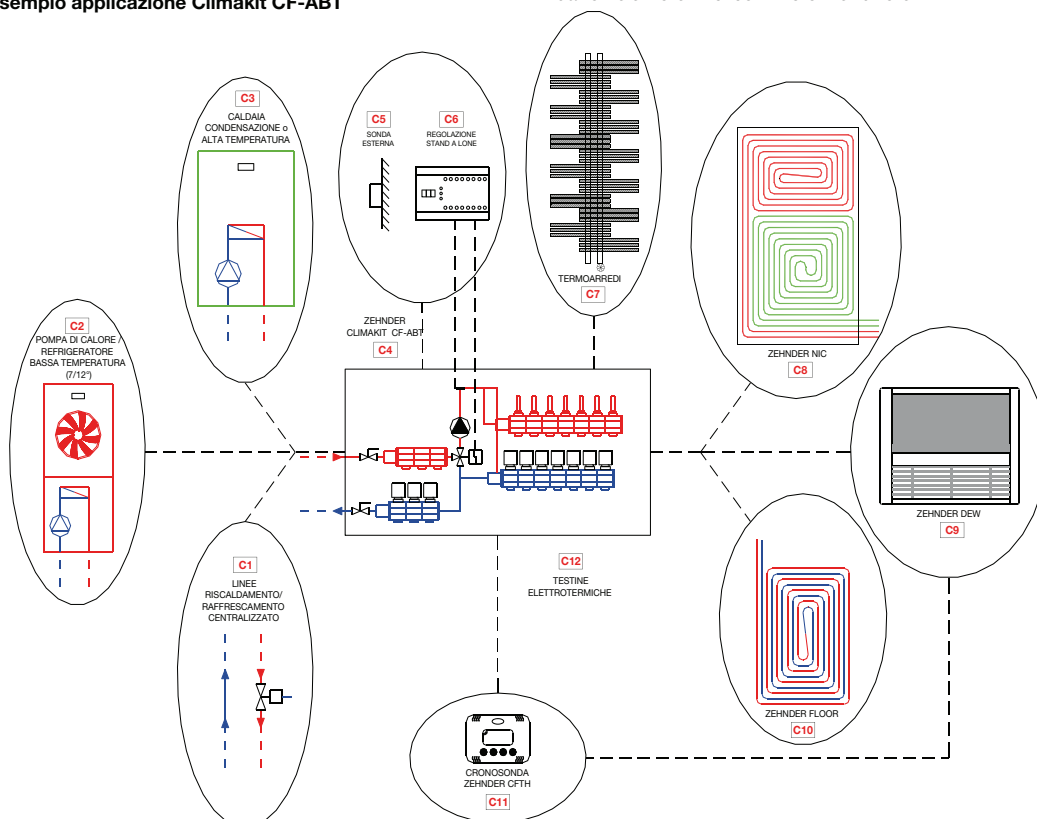 sempio applicazione Climakit CF-ABT
C3
CALDAIA
CONDENSAZIONE o
ALTA TEMPERATURA
C5
SONDA
ESTERNA
C6
REGOLAZIONE
STAND A LONE
TERMOARREDI
C7
ZEHNDER NIC
C8
C2
POMPA DI CALORE /
REFRIGERATORE
BASSA TEMPERATURA
(7/12°)
ZEHNDER
CLIMAKIT CF-ABT
C4
ZEHNDER DEW
C9
C1
LINEE
RISCALDAMENTO/
RAFFRESCAMENTO
CENTRALIZZATO
C12
TESTINE
ELETTROTERMICHE
ZEHNDER FLOOR
C10
CRONOSONDA
ZEHNDER CFTH
C11